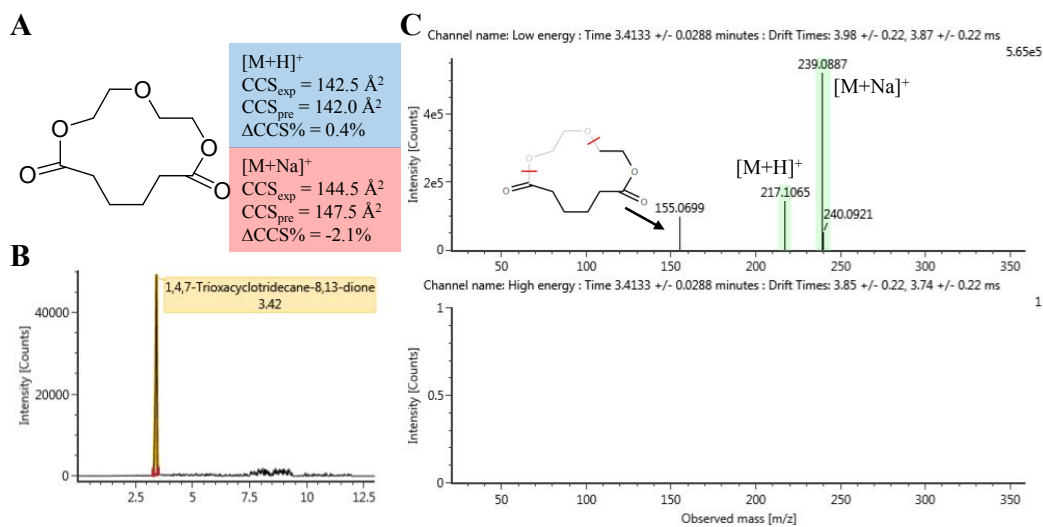 A
O
O
O
O
O
[M+H]⁺
CCSexp = 142.5 Å²
CCSpre = 142.0 Å²
ΔCCS% = 0.4%
[M+Na]⁺
CCSexp = 144.5 Å²
CCSpre = 147.5 Å²
ΔCCS% = -2.1%
B
Intensity [Counts]
40000
20000
0
1,4,7-Trioxacyclotridecane-8,13-dione
3.42
2.5
5
7.5
10
12.5
C
Channel name: Low energy : Time 3.4133 +/- 0.0288 minutes : Drift Times: 3.98 +/- 0.22, 3.87 +/- 0.22 ms
5.65e5
Intensity [Counts]
4e5
2e5
0
239.0887
[M+Na]⁺
[M+H]⁺
217.1065
240.0921
155.0699
O
O
O
O
O
50
100
150
200
250
300
350
Channel name: High energy : Time 3.4133 +/- 0.0288 minutes : Drift Times: 3.85 +/- 0.22, 3.74 +/- 0.22 ms
1
Intensity [Counts]
1
0.5
0
50
100
150
200
250
300
350
Observed mass [m/z]